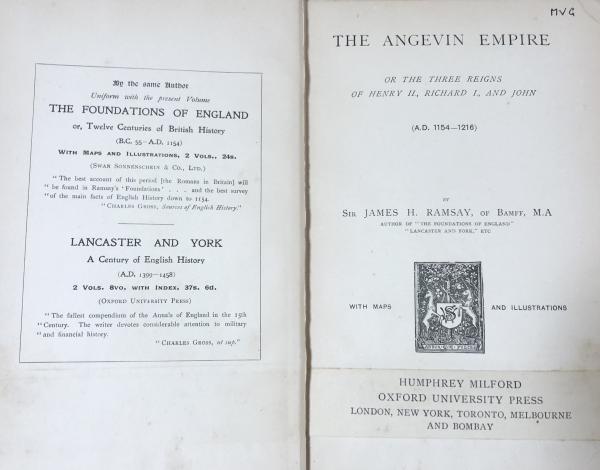 By the same Author
Uniform with the present Volume
THE FOUNDATIONS OF ENGLAND
or, Twelve Centuries of British History
(B.C. 55–A.D. 1154)
WITH MAPS AND ILLUSTRATIONS, 2 VOLS., 24s.
(SWAN SONNENSCHEIN & CO., LTD.)
"The best account of this period [the Romans in Britain] will
"be found in Ramsay's 'Foundations' . . . and the best survey
"of the main facts of English History down to 1154.
"CHARLES GROSS, Sources of English History."
LANCASTER AND YORK
A Century of English History
(A.D. 1399–1458)
2 VOLS. 8VO, WITH INDEX, 37s. 6d.
(OXFORD UNIVERSITY PRESS)
"The fullest compendium of the Annals of England in the 15th
"Century. The writer devotes considerable attention to military
"and financial history.
"CHARLES GROSS, ut sup."
MVG
THE ANGEVIN EMPIRE
OR THE THREE REIGNS
OF HENRY II., RICHARD I., AND JOHN
(A.D. 1154–1216)
BY
SIR JAMES H. RAMSAY, OF BAMFF, M.A
AUTHOR OF "THE FOUNDATIONS OF ENGLAND"
"LANCASTER AND YORK," ETC
WITH MAPS AND ILLUSTRATIONS
HUMPHREY MILFORD
OXFORD UNIVERSITY PRESS
LONDON, NEW YORK, TORONTO, MELBOURNE
AND BOMBAY